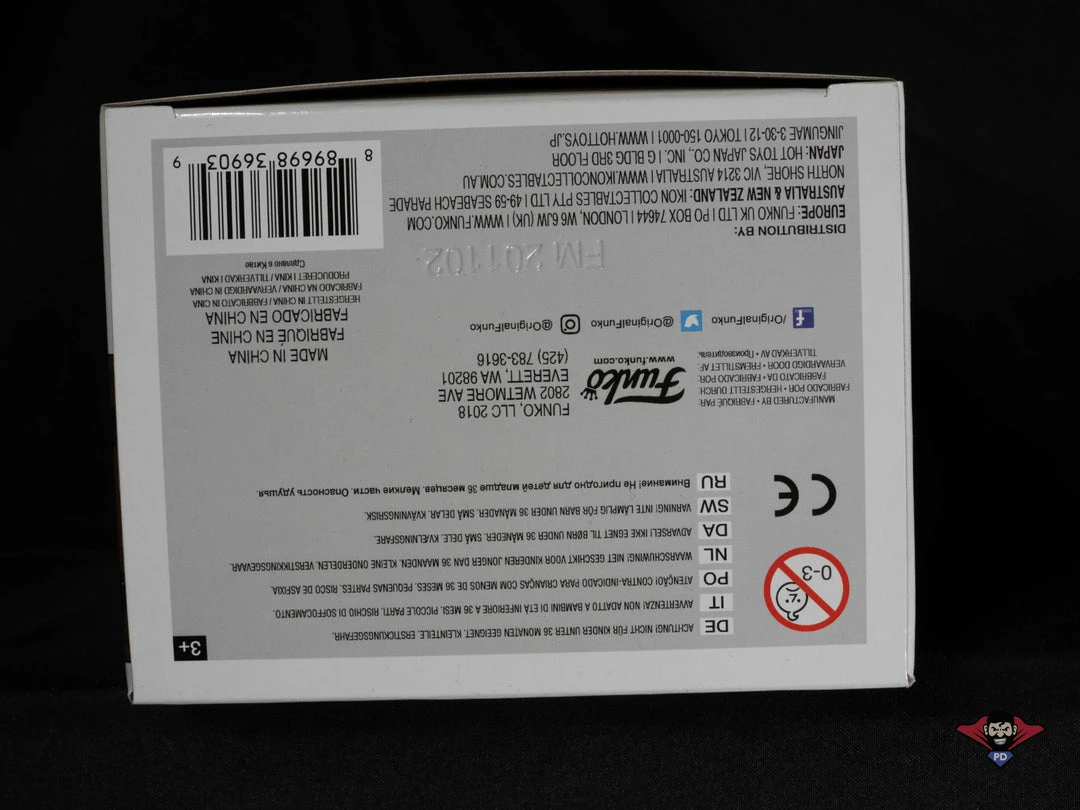 3+
0-3
DE ACHTUNG! NICHT FÜR KINDER UNTER 36 MONATEN GEEIGNET. KLEINTEILE. ERSTICKUNGSGEFAHR.
IT AVVERTENZA! NON ADATTO A BAMBINI DI ETÀ INFERIORE A 36 MESI. PICCOLE PARTI. RISCHIO DI SOFFOCAMENTO.
PO ATENÇÃO! CONTRA-INDICADO PARA CRIANÇAS COM MENOS DE 36 MESES. PEQUENAS PARTES. RISCO DE ASFIXIA.
NL WAARSCHUWING! NIET GESCHIKT VOOR KINDEREN JONGER DAN 36 MAANDEN. KLEINE ONDERDELEN. VERSTIKKINGSGEVAAR.
DA ADVARSEL! IKKE EGNET TIL BØRN UNDER 36 MÅNEDER. SMÅ DELE. KVÆLNINGSFARE.
SW VARNING! INTE LÄMPLIG FÖR BARN UNDER 36 MÅNADER. SMÅ DELAR. KVÄVNINGSRISK.
RU Внимание! Не пригодно для детей младше 36 месяцев. Мелкие части. Опасность удушья.
CE
MANUFACTURED BY • FABRIQUÉ PAR:
FABRICADO POR • HERGESTELLT DURCH:
FABBRICATO DA • FABRICADO POR:
VERVAARDIGD DOOR • FREMSTILLET AF:
TILLVERKAD AV • Производитель:
Funko
www.funko.com
FUNKO, LLC 2018
2802 WETMORE AVE
EVERETT, WA 98201
(425) 783-3616
/OriginalFunko @OriginalFunko @OriginalFunko
MADE IN CHINA
FABRIQUÉ EN CHINE
FABRICADO EN CHINA
HERGESTELLT IN CHINA / FABBRICATO IN CINA
FABRICADO NA CHINA / VERVAARDIGD IN CHINA
PRODUCERET I KINA / TILLVERKAD I KINA
Сделано в Китае
FM 201102.
DISTRIBUTION BY:
EUROPE: FUNKO UK LTD | PO BOX 74644 | LONDON, W6 6JW (UK) | WWW.FUNKO.COM
AUSTRALIA & NEW ZEALAND: IKON COLLECTABLES PTY LTD | 49-59 SEABEACH PARADE
NORTH SHORE, VIC 3214 AUSTRALIA | WWW.IKONCOLLECTABLES.COM.AU
JAPAN: HOT TOYS JAPAN CO., INC. | G BLDG 3RD FLOOR
JINGUMAE 3-30-12 | TOKYO 150-0001 | WWW.HOTTOYS.JP
8 89698 36903 9
PD